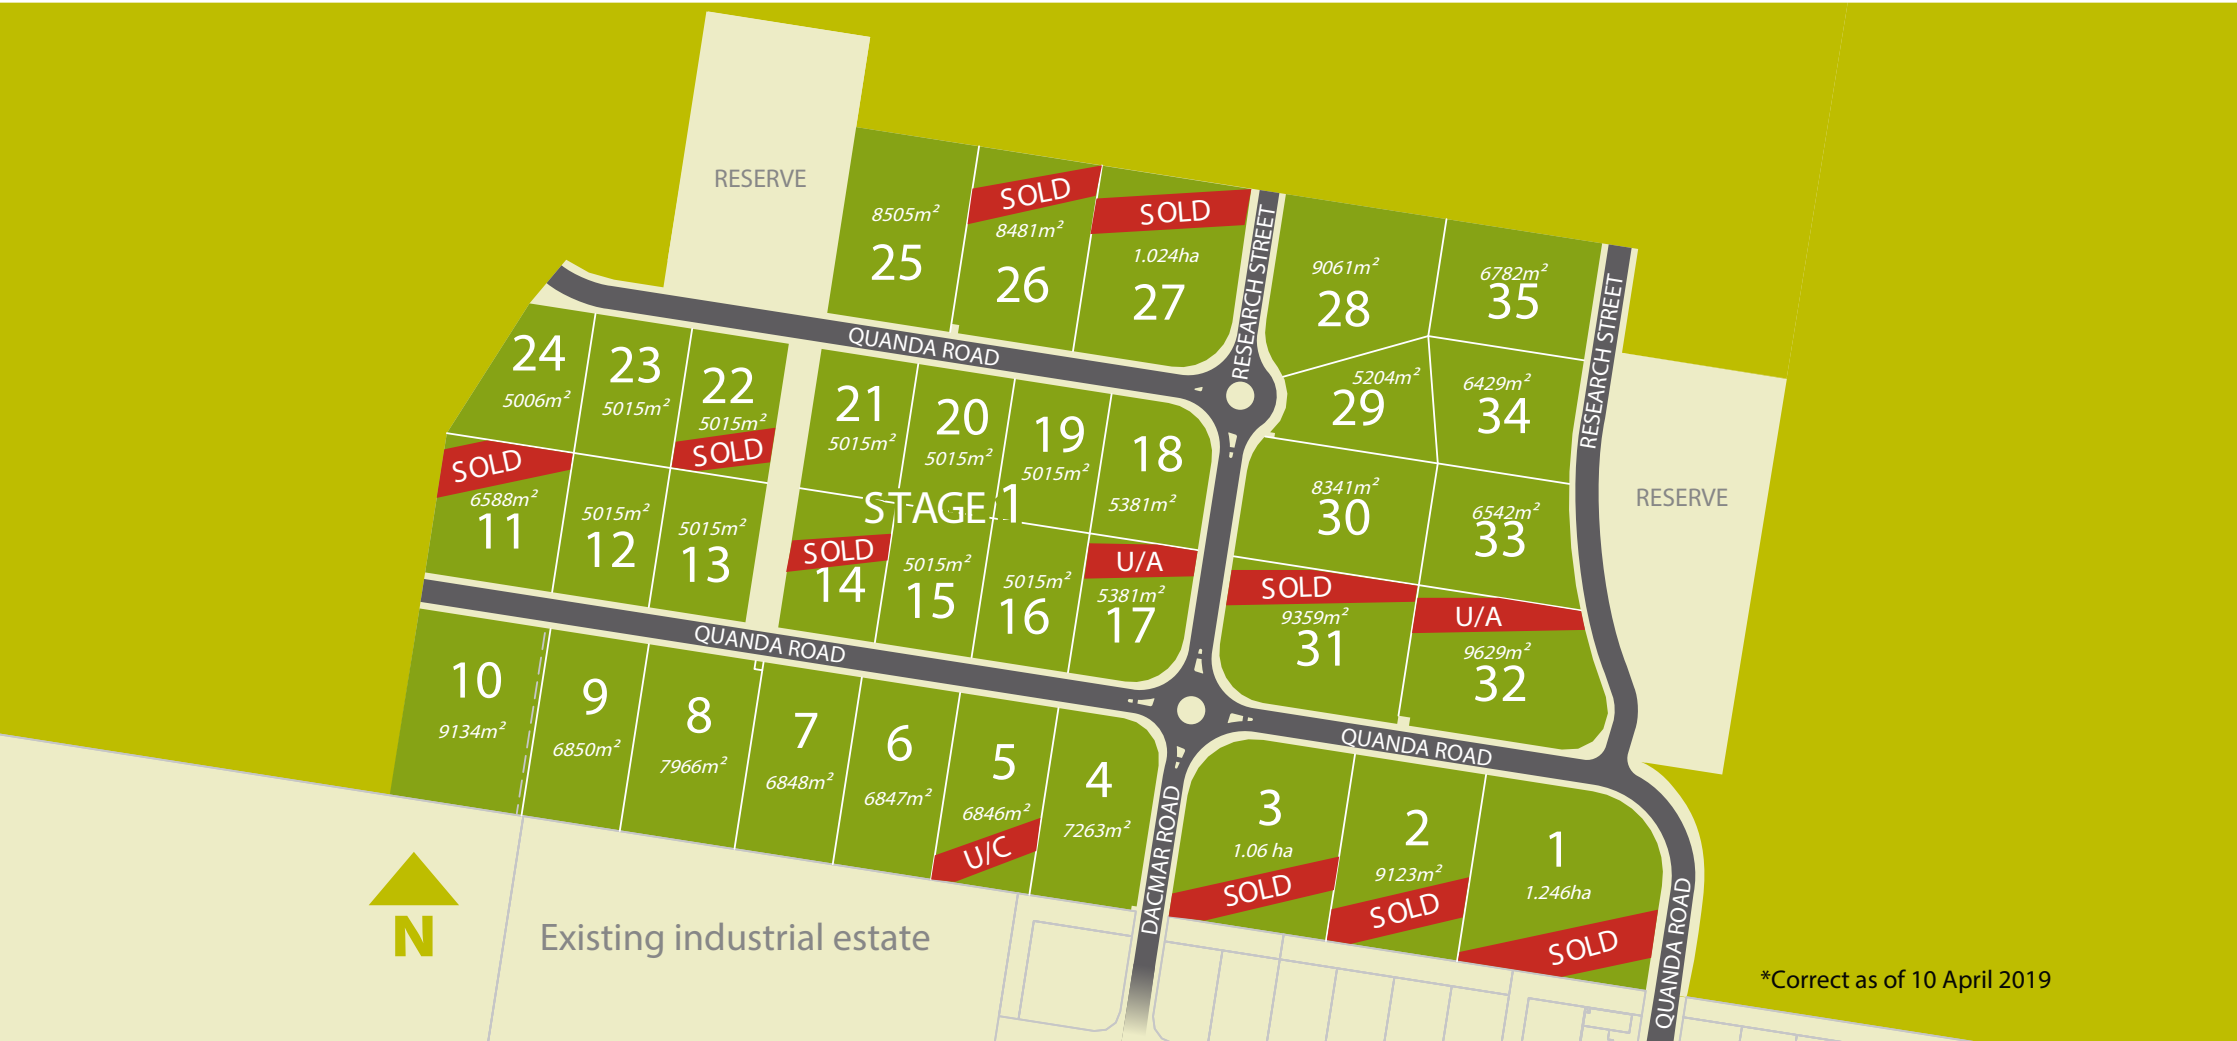 RESERVE
8505m²
25
SOLD
8481m²
26
SOLD
1.024ha
27
RESEARCH STREET
9061m²
28
6782m²
35
RESEARCH STREET
QUANDA ROAD
24
5006m²
23
5015m²
22
5015m²
SOLD
21
5015m²
20
5015m²
19
5015m²
18
5381m²
5204m²
29
6429m²
34
SOLD
6588m²
11
5015m²
12
5015m²
13
STAGE 1
SOLD
14
5015m²
15
5015m²
16
U/A
5381m²
17
8341m²
30
6542m²
33
RESERVE
SOLD
9359m²
31
U/A
9629m²
32
QUANDA ROAD
10
9134m²
9
6850m²
8
7966m²
7
6848m²
6
6847m²
5
6846m²
U/C
4
7263m²
DACMAR ROAD
QUANDA ROAD
3
1.06 ha
SOLD
2
9123m²
SOLD
1
1.246ha
SOLD
QUANDA ROAD
N
Existing industrial estate
*Correct as of 10 April 2019